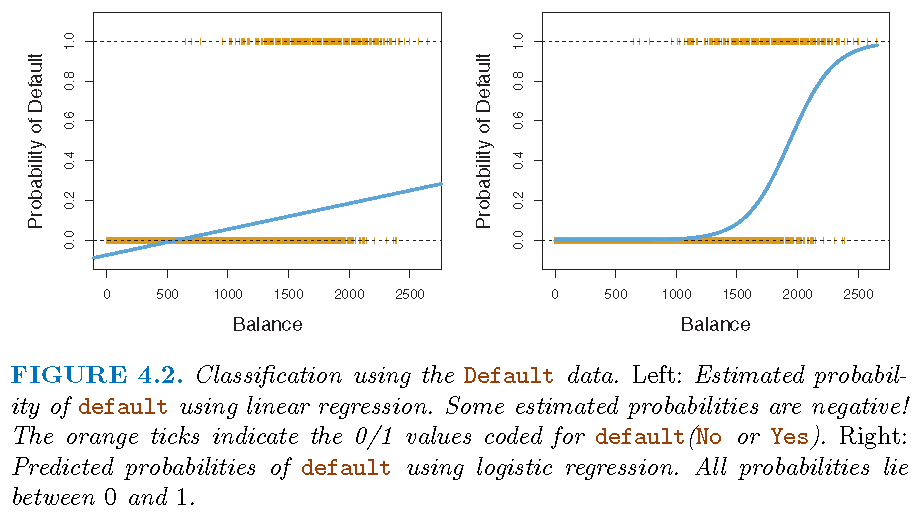 Probability of Default
0.0 0.2 0.4 0.6 0.8 1.0
0 500 1000 1500 2000 2500
Balance
Probability of Default
0.0 0.2 0.4 0.6 0.8 1.0
0 500 1000 1500 2000 2500
Balance
FIGURE 4.2. Classification using the Default data. Left: Estimated probabil-
ity of default using linear regression. Some estimated probabilities are negative!
The orange ticks indicate the 0/1 values coded for default(No or Yes). Right:
Predicted probabilities of default using logistic regression. All probabilities lie
between 0 and 1.